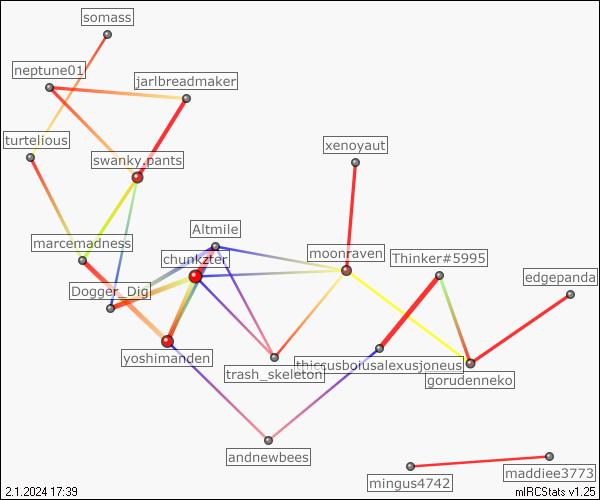 somass
neptune01
jarlbreadmaker
turtelious
xenoyaut
swanky.pants
Altmile
marcemadness
chunkzter
moonraven
Thinker#5995
edgepanda
Dogger_Dig
yoshimanden
trash_skeleton
thiccusboiusalexusjoneus
gorudenneko
andnewbees
maddiee3773
mingus4742
2.1.2024 17:39
mIRCStats v1.25